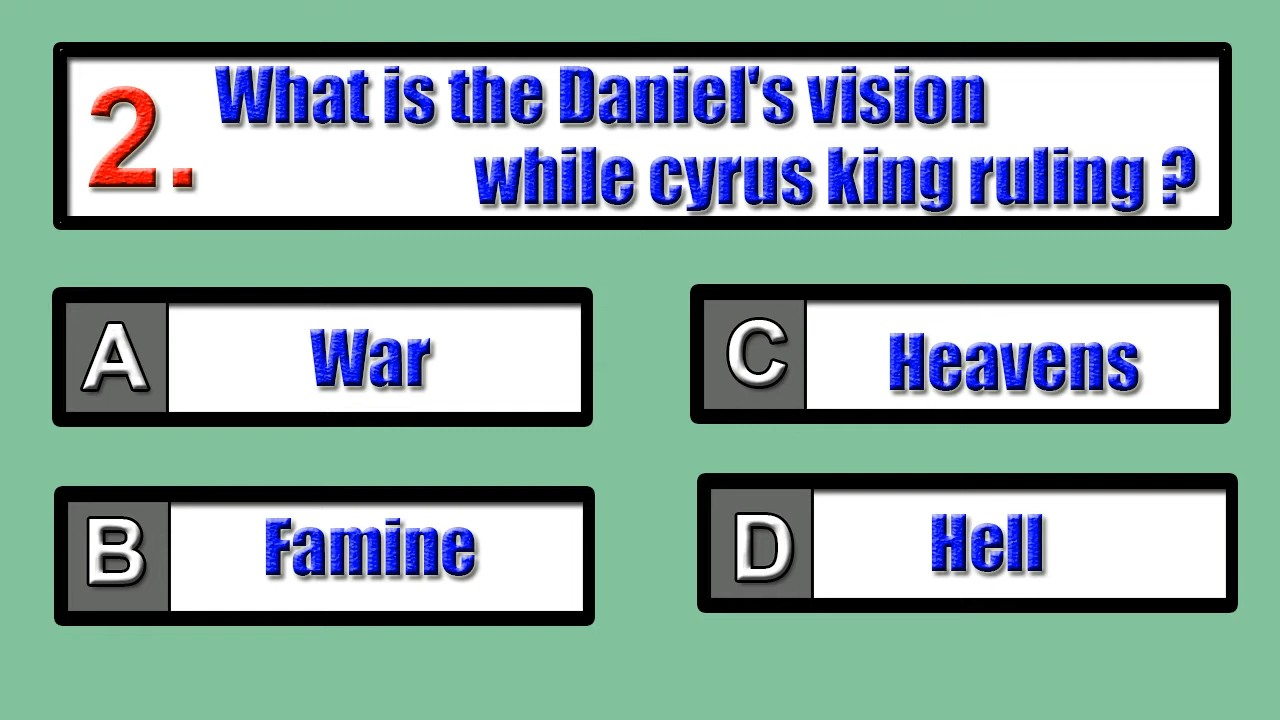 2. What is the Daniel's vision
while cyrus king ruling ?
A War
B Famine
C Heavens
D Hell